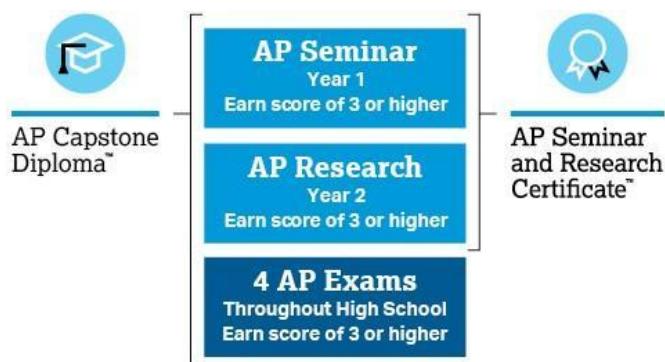 AP Capstone
Diploma™
AP Seminar
Year 1
Earn score of 3 or higher
AP Research
Year 2
Earn score of 3 or higher
4 AP Exams
Throughout High School
Earn score of 3 or higher
AP Seminar
and Research
Certificate™